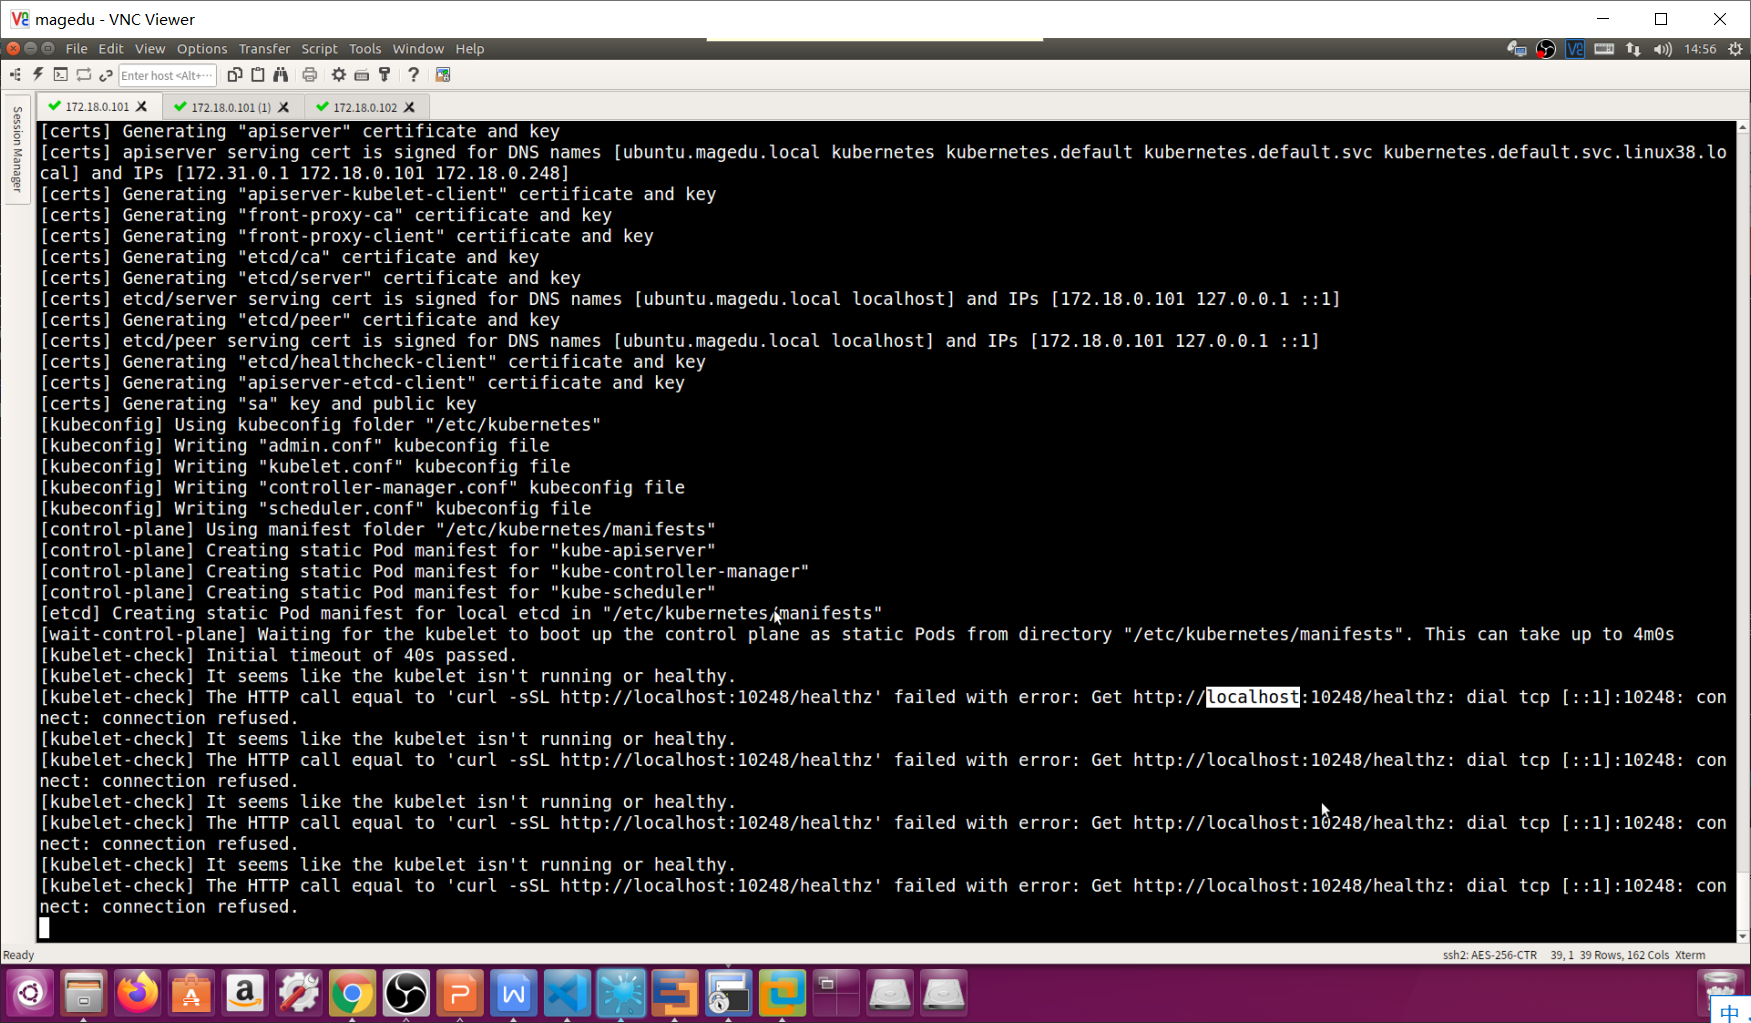 magedu - VNC Viewer
File Edit View Options Transfer Script Tools Window Help
14:56
Enter host <Alt+···
Session Manager
172.18.0.101
172.18.0.101 (1)
172.18.0.102
[certs] Generating "apiserver" certificate and key
[certs] apiserver serving cert is signed for DNS names [ubuntu.magedu.local kubernetes kubernetes.default kubernetes.default.svc kubernetes.default.svc.linux38.lo
cal] and IPs [172.31.0.1 172.18.0.101 172.18.0.248]
[certs] Generating "apiserver-kubelet-client" certificate and key
[certs] Generating "front-proxy-ca" certificate and key
[certs] Generating "front-proxy-client" certificate and key
[certs] Generating "etcd/ca" certificate and key
[certs] Generating "etcd/server" certificate and key
[certs] etcd/server serving cert is signed for DNS names [ubuntu.magedu.local localhost] and IPs [172.18.0.101 127.0.0.1 ::1]
[certs] Generating "etcd/peer" certificate and key
[certs] etcd/peer serving cert is signed for DNS names [ubuntu.magedu.local localhost] and IPs [172.18.0.101 127.0.0.1 ::1]
[certs] Generating "etcd/healthcheck-client" certificate and key
[certs] Generating "apiserver-etcd-client" certificate and key
[certs] Generating "sa" key and public key
[kubeconfig] Using kubeconfig folder "/etc/kubernetes"
[kubeconfig] Writing "admin.conf" kubeconfig file
[kubeconfig] Writing "kubelet.conf" kubeconfig file
[kubeconfig] Writing "controller-manager.conf" kubeconfig file
[kubeconfig] Writing "scheduler.conf" kubeconfig file
[control-plane] Using manifest folder "/etc/kubernetes/manifests"
[control-plane] Creating static Pod manifest for "kube-apiserver"
[control-plane] Creating static Pod manifest for "kube-controller-manager"
[control-plane] Creating static Pod manifest for "kube-scheduler"
[etcd] Creating static Pod manifest for local etcd in "/etc/kubernetes/manifests"
[wait-control-plane] Waiting for the kubelet to boot up the control plane as static Pods from directory "/etc/kubernetes/manifests". This can take up to 4m0s
[kubelet-check] Initial timeout of 40s passed.
[kubelet-check] It seems like the kubelet isn't running or healthy.
[kubelet-check] The HTTP call equal to 'curl -sSL http://localhost:10248/healthz' failed with error: Get http://localhost:10248/healthz: dial tcp [::1]:10248: con
nect: connection refused.
[kubelet-check] It seems like the kubelet isn't running or healthy.
[kubelet-check] The HTTP call equal to 'curl -sSL http://localhost:10248/healthz' failed with error: Get http://localhost:10248/healthz: dial tcp [::1]:10248: con
nect: connection refused.
[kubelet-check] It seems like the kubelet isn't running or healthy.
[kubelet-check] The HTTP call equal to 'curl -sSL http://localhost:10248/healthz' failed with error: Get http://localhost:10248/healthz: dial tcp [::1]:10248: con
nect: connection refused.
[kubelet-check] It seems like the kubelet isn't running or healthy.
[kubelet-check] The HTTP call equal to 'curl -sSL http://localhost:10248/healthz' failed with error: Get http://localhost:10248/healthz: dial tcp [::1]:10248: con
nect: connection refused.
Ready
ssh2: AES-256-CTR 39, 1 39 Rows, 162 Cols Xterm
中